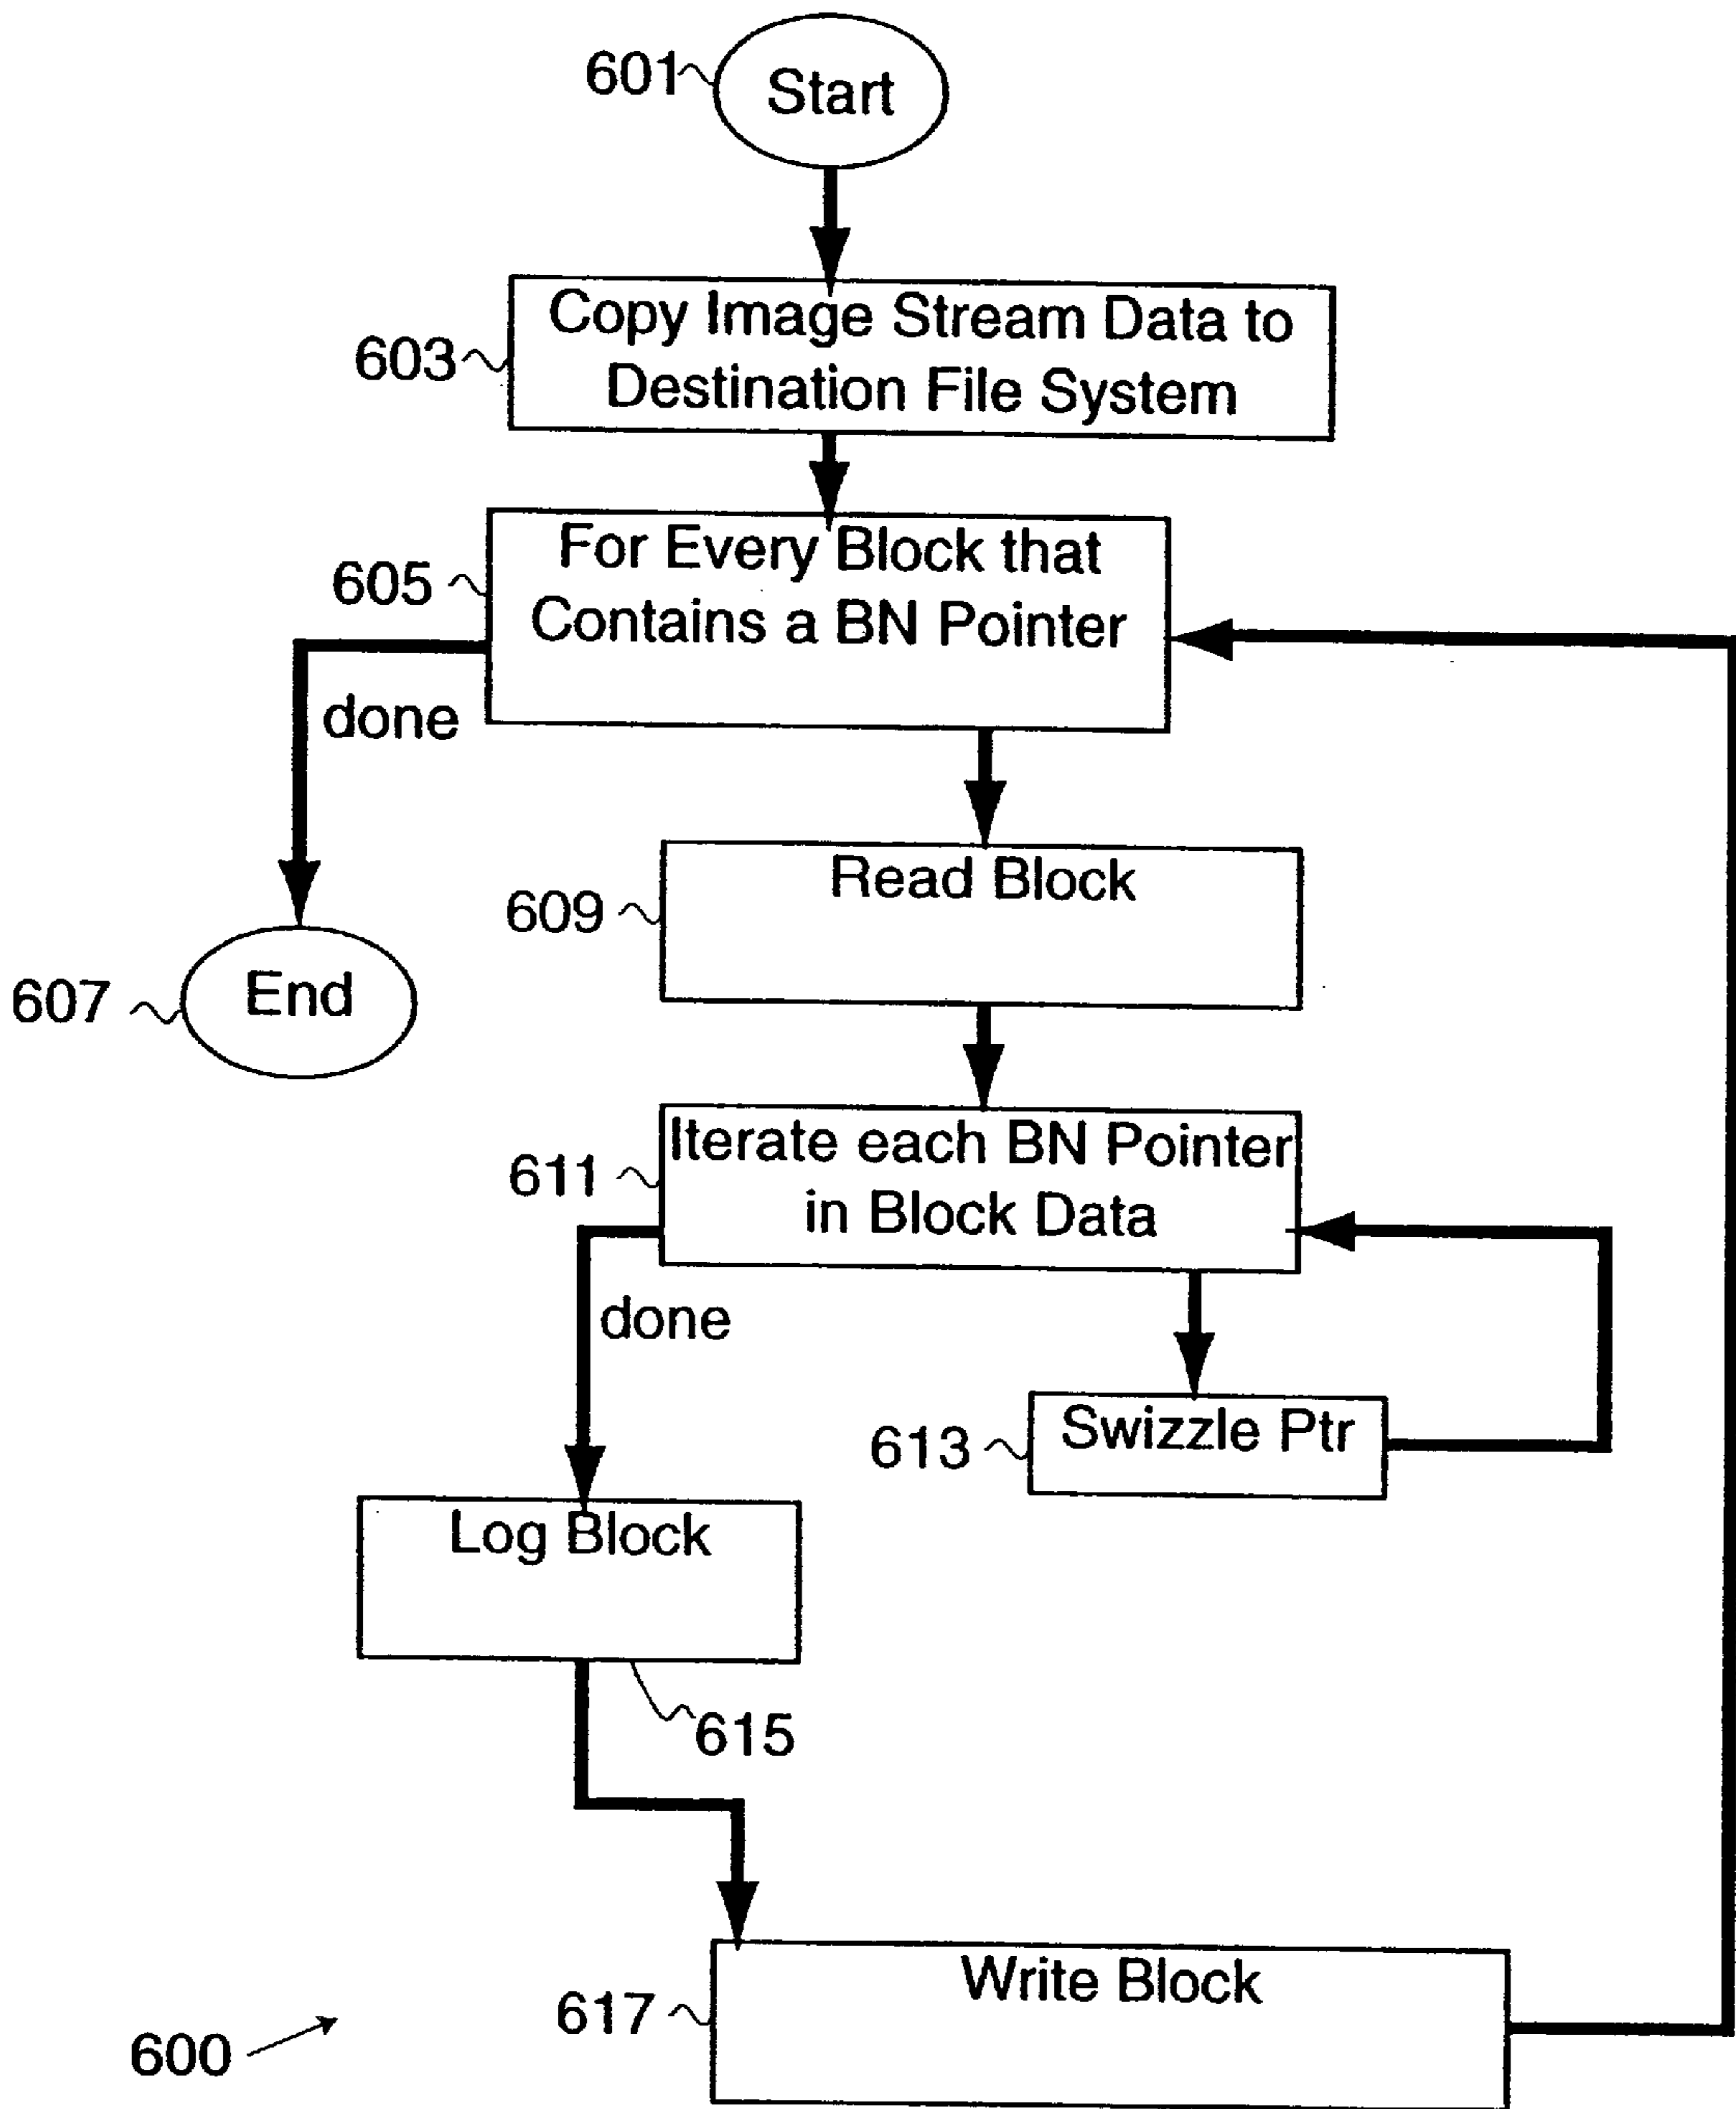 601
Start
603
Copy Image Stream Data to
Destination File System
605
For Every Block that
Contains a BN Pointer
done
609
Read Block
607
End
611
Iterate each BN Pointer
in Block Data
done
613
Swizzle Ptr
Log Block
615
617
Write Block
600